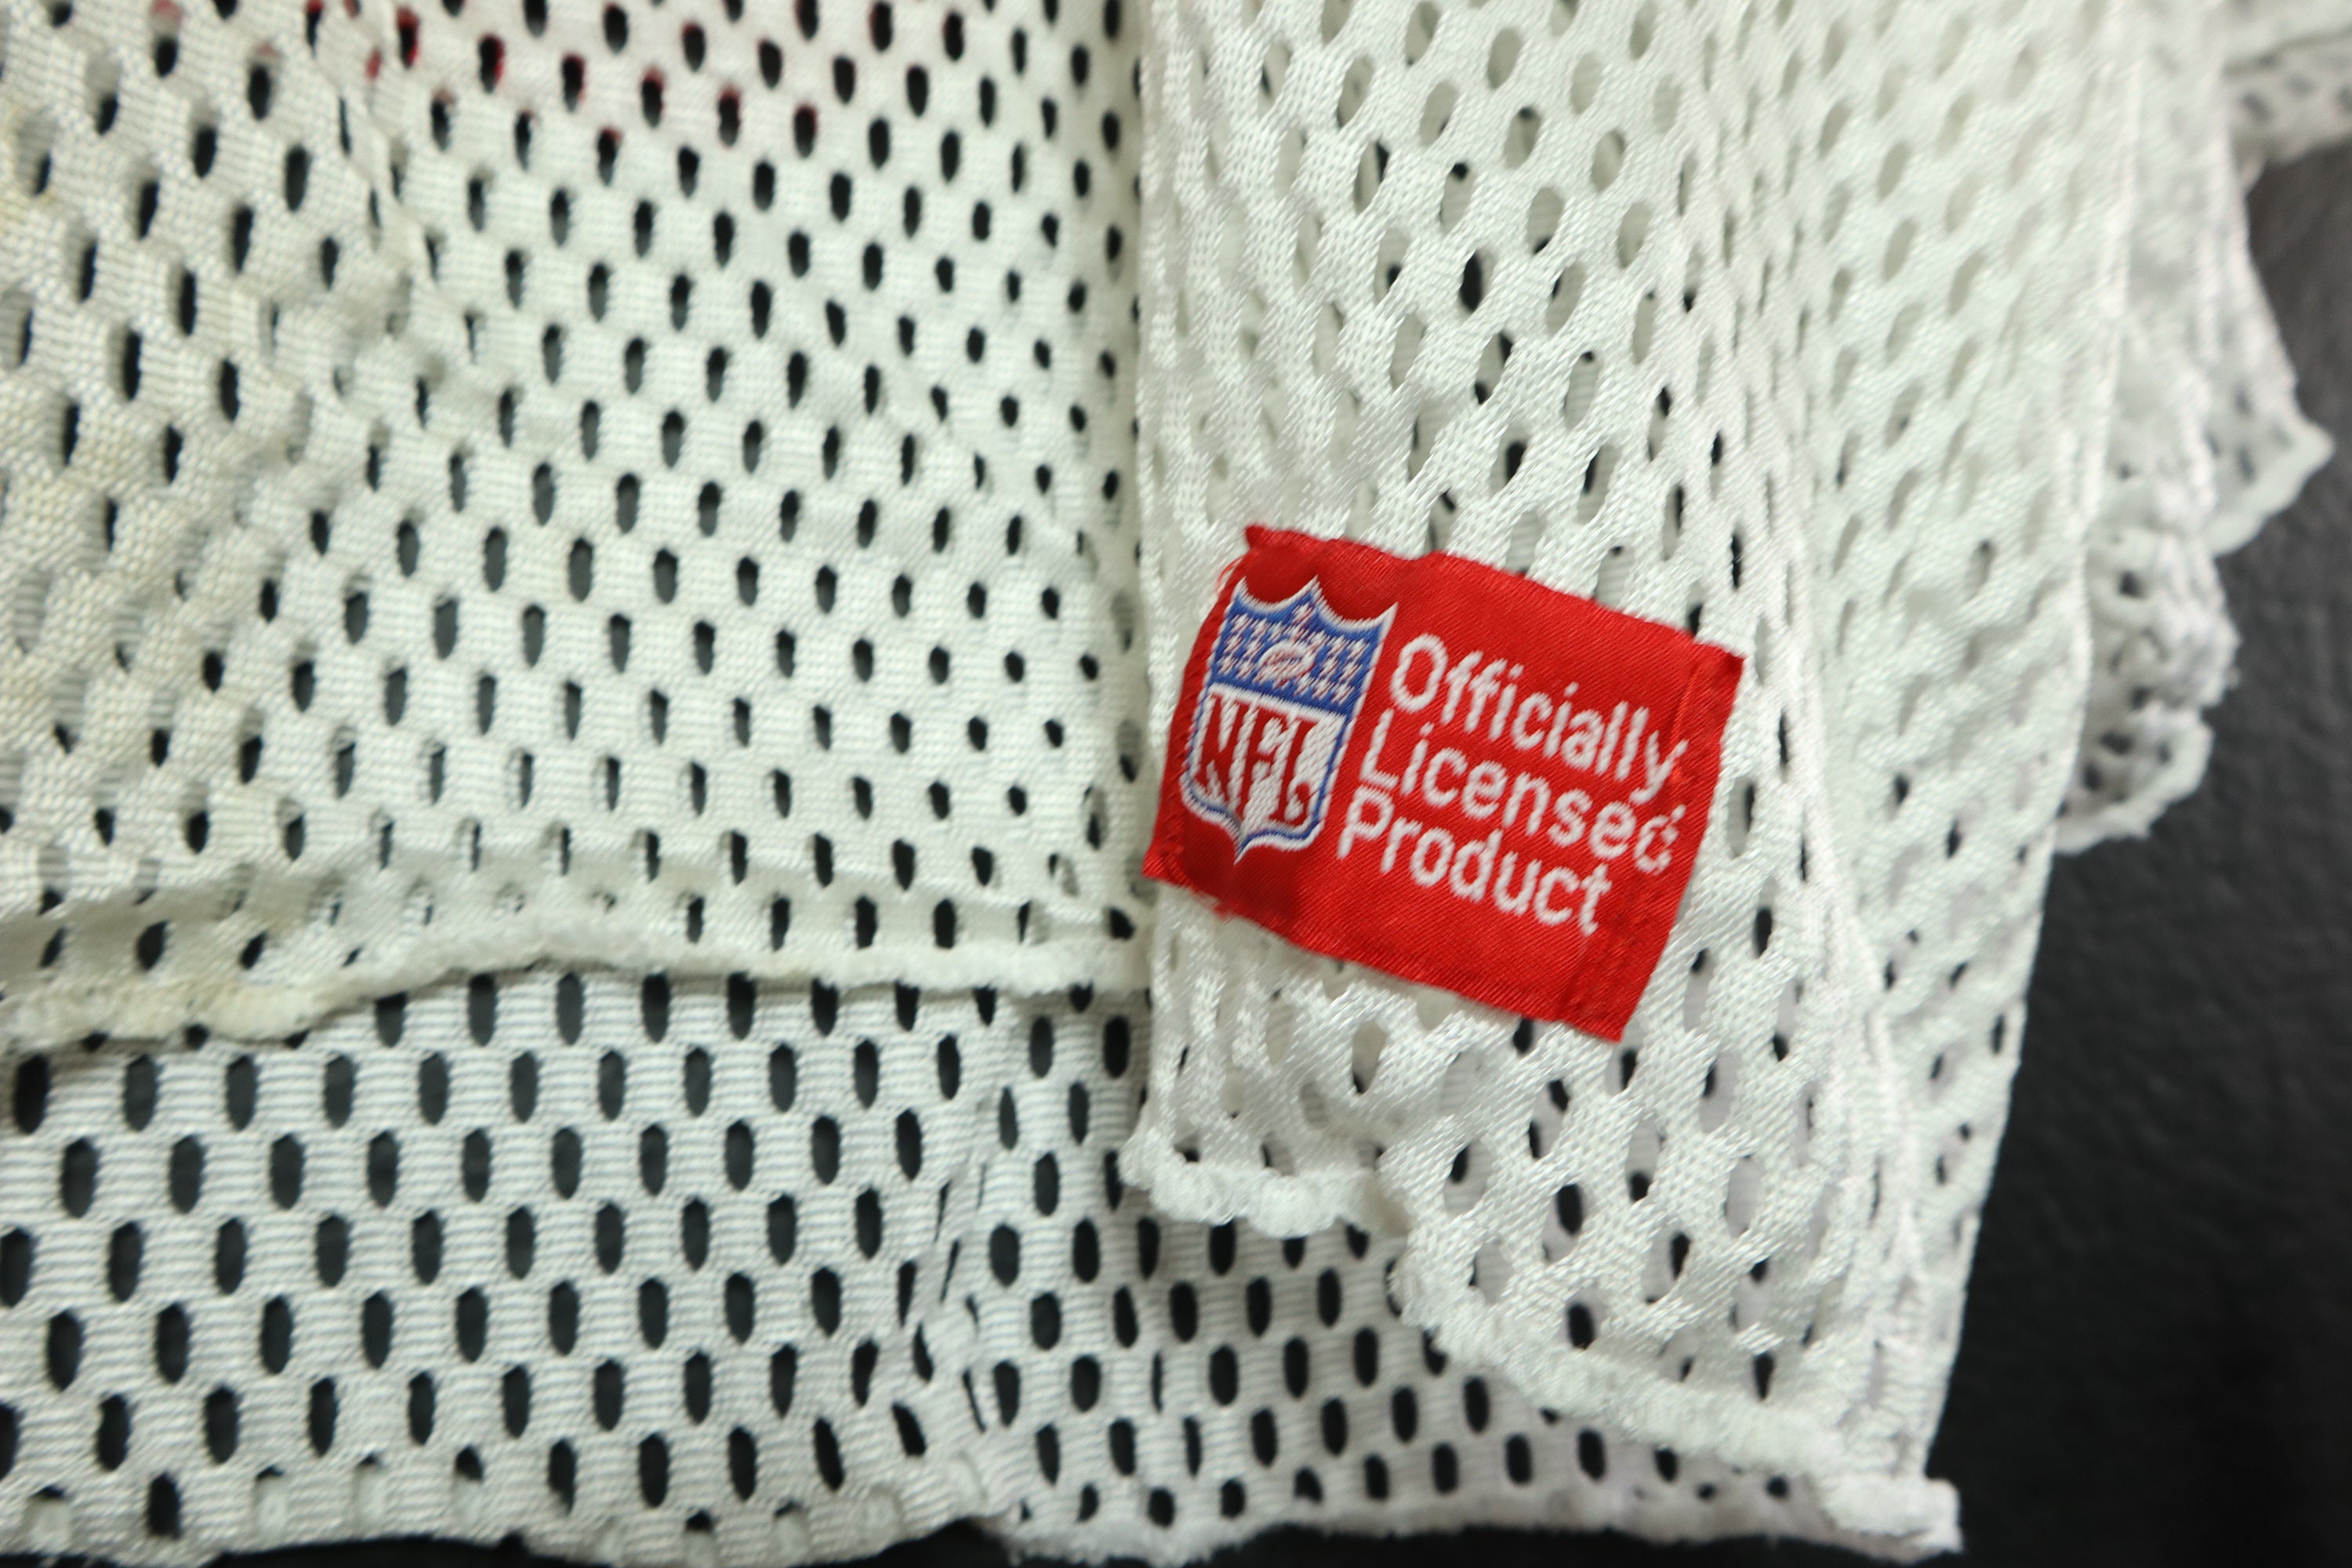 NFL
Officially
Licensed
Product